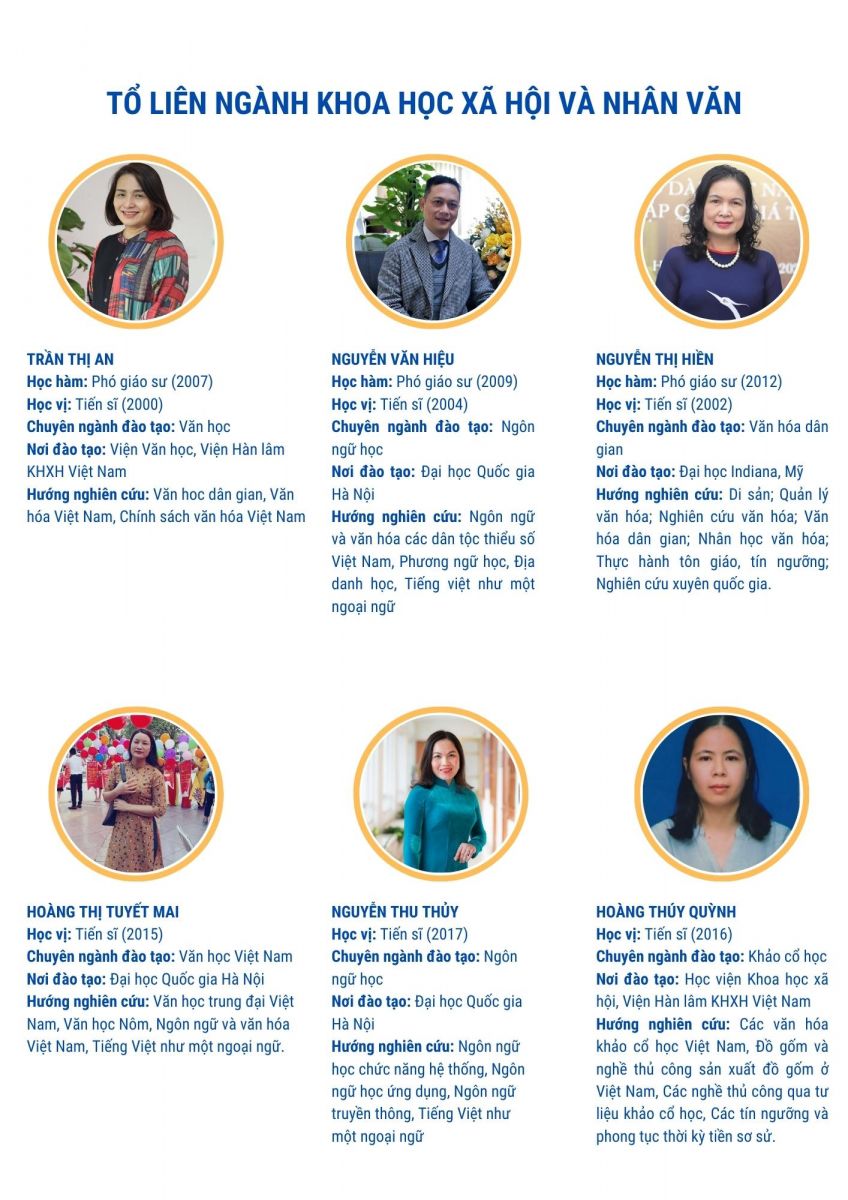 TỔ LIÊN NGÀNH KHOA HỌC XÃ HỘI VÀ NHÂN VĂN
TRẦN THỊ AN
Học hàm: Phó giáo sư (2007)
Học vị: Tiến sĩ (2000)
Chuyên ngành đào tạo: Văn học
Nơi đào tạo: Viện Văn học, Viện Hàn lâm
KHXH Việt Nam
Hướng nghiên cứu: Văn hoc dân gian, Văn
hóa Việt Nam, Chính sách văn hóa Việt Nam
NGUYỄN VĂN HIỆU
Học hàm: Phó giáo sư (2009)
Học vị: Tiến sĩ (2004)
Chuyên ngành đào tạo: Ngôn
ngữ học
Nơi đào tạo: Đại học Quốc gia
Hà Nội
Hướng nghiên cứu: Ngôn ngữ
và văn hóa các dân tộc thiểu số
Việt Nam, Phương ngữ học, Địa
danh học, Tiếng việt như một
ngoại ngữ
NGUYỄN THỊ HIỀN
Học hàm: Phó giáo sư (2012)
Học vị: Tiến sĩ (2002)
Chuyên ngành đào tạo: Văn hóa dân
gian
Nơi đào tạo: Đại học Indiana, Mỹ
Hướng nghiên cứu: Di sản; Quản lý
văn hóa; Nghiên cứu văn hóa; Văn
hóa dân gian; Nhân học văn hóa;
Thực hành tôn giáo, tín ngưỡng;
Nghiên cứu xuyên quốc gia.
HOÀNG THỊ TUYẾT MAI
Học vị: Tiến sĩ (2015)
Chuyên ngành đào tạo: Văn học Việt Nam
Nơi đào tạo: Đại học Quốc gia Hà Nội
Hướng nghiên cứu: Văn học trung đại Việt
Nam, Văn học Nôm, Ngôn ngữ và văn hóa
Việt Nam, Tiếng Việt như một ngoại ngữ.
NGUYỄN THU THỦY
Học vị: Tiến sĩ (2017)
Chuyên ngành đào tạo: Ngôn
ngữ học
Nơi đào tạo: Đại học Quốc gia
Hà Nội
Hướng nghiên cứu: Ngôn ngữ
học chức năng hệ thống, Ngôn
ngữ học ứng dụng, Ngôn ngữ
truyền thông, Tiếng Việt như
một ngoại ngữ
HOÀNG THÚY QUỲNH
Học vị: Tiến sĩ (2016)
Chuyên ngành đào tạo: Khảo cổ học
Nơi đào tạo: Học viện Khoa học xã
hội, Viện Hàn lâm KHXH Việt Nam
Hướng nghiên cứu: Các văn hóa
khảo cổ học Việt Nam, Đồ gốm và
nghề thủ công sản xuất đồ gốm ở
Việt Nam, Các nghề thủ công qua tư
liệu khảo cổ học, Các tín ngưỡng và
phong tục thời kỳ tiền sơ sử.